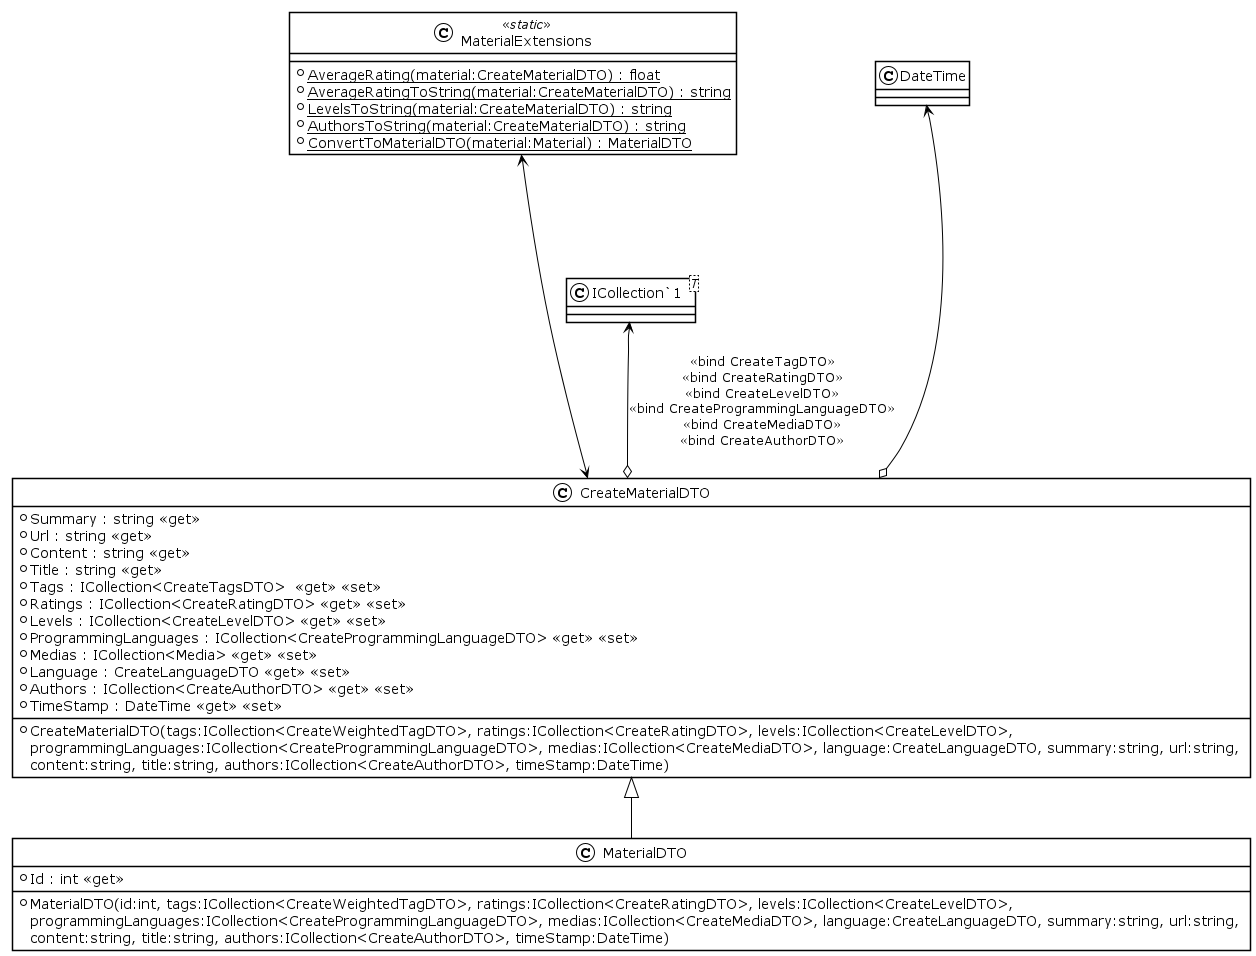 «static»
MaterialExtensions
AverageRating(material:CreateMaterialDTO) : float
AverageRatingToString(material:CreateMaterialDTO) : string
LevelsToString(material:CreateMaterialDTO) : string
AuthorsToString(material:CreateMaterialDTO) : string
ConvertToMaterialDTO(material:Material) : MaterialDTO
C
C DateTime
C ICollection`1
T
«bind CreateTagDTO»
«bind CreateRatingDTO»
«bind CreateLevelDTO»
«bind CreateProgrammingLanguageDTO»
«bind CreateMediaDTO»
«bind CreateAuthorDTO»
C CreateMaterialDTO
Summary : string «get»
Url : string «get»
Content : string «get»
Title : string «get»
Tags : ICollection<CreateTagsDTO>  «get» «set»
Ratings : ICollection<CreateRatingDTO> «get» «set»
Levels : ICollection<CreateLevelDTO> «get» «set»
ProgrammingLanguages : ICollection<CreateProgrammingLanguageDTO> «get» «set»
Medias : ICollection<Media> «get» «set»
Language : CreateLanguageDTO «get» «set»
Authors : ICollection<CreateAuthorDTO> «get» «set»
TimeStamp : DateTime «get» «set»
CreateMaterialDTO(tags:ICollection<CreateWeightedTagDTO>, ratings:ICollection<CreateRatingDTO>, levels:ICollection<CreateLevelDTO>,
programmingLanguages:ICollection<CreateProgrammingLanguageDTO>, medias:ICollection<CreateMediaDTO>, language:CreateLanguageDTO, summary:string, url:string,
content:string, title:string, authors:ICollection<CreateAuthorDTO>, timeStamp:DateTime)
C MaterialDTO
Id : int «get»
MaterialDTO(id:int, tags:ICollection<CreateWeightedTagDTO>, ratings:ICollection<CreateRatingDTO>, levels:ICollection<CreateLevelDTO>,
programmingLanguages:ICollection<CreateProgrammingLanguageDTO>, medias:ICollection<CreateMediaDTO>, language:CreateLanguageDTO, summary:string, url:string,
content:string, title:string, authors:ICollection<CreateAuthorDTO>, timeStamp:DateTime)